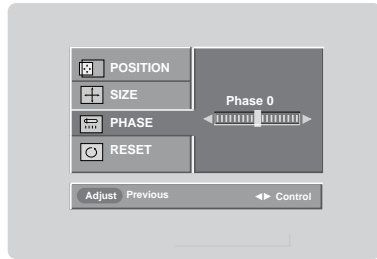 POSITION
SIZE
PHASE
RESET
Phase 0
Adjust Previous ◀▶ Control